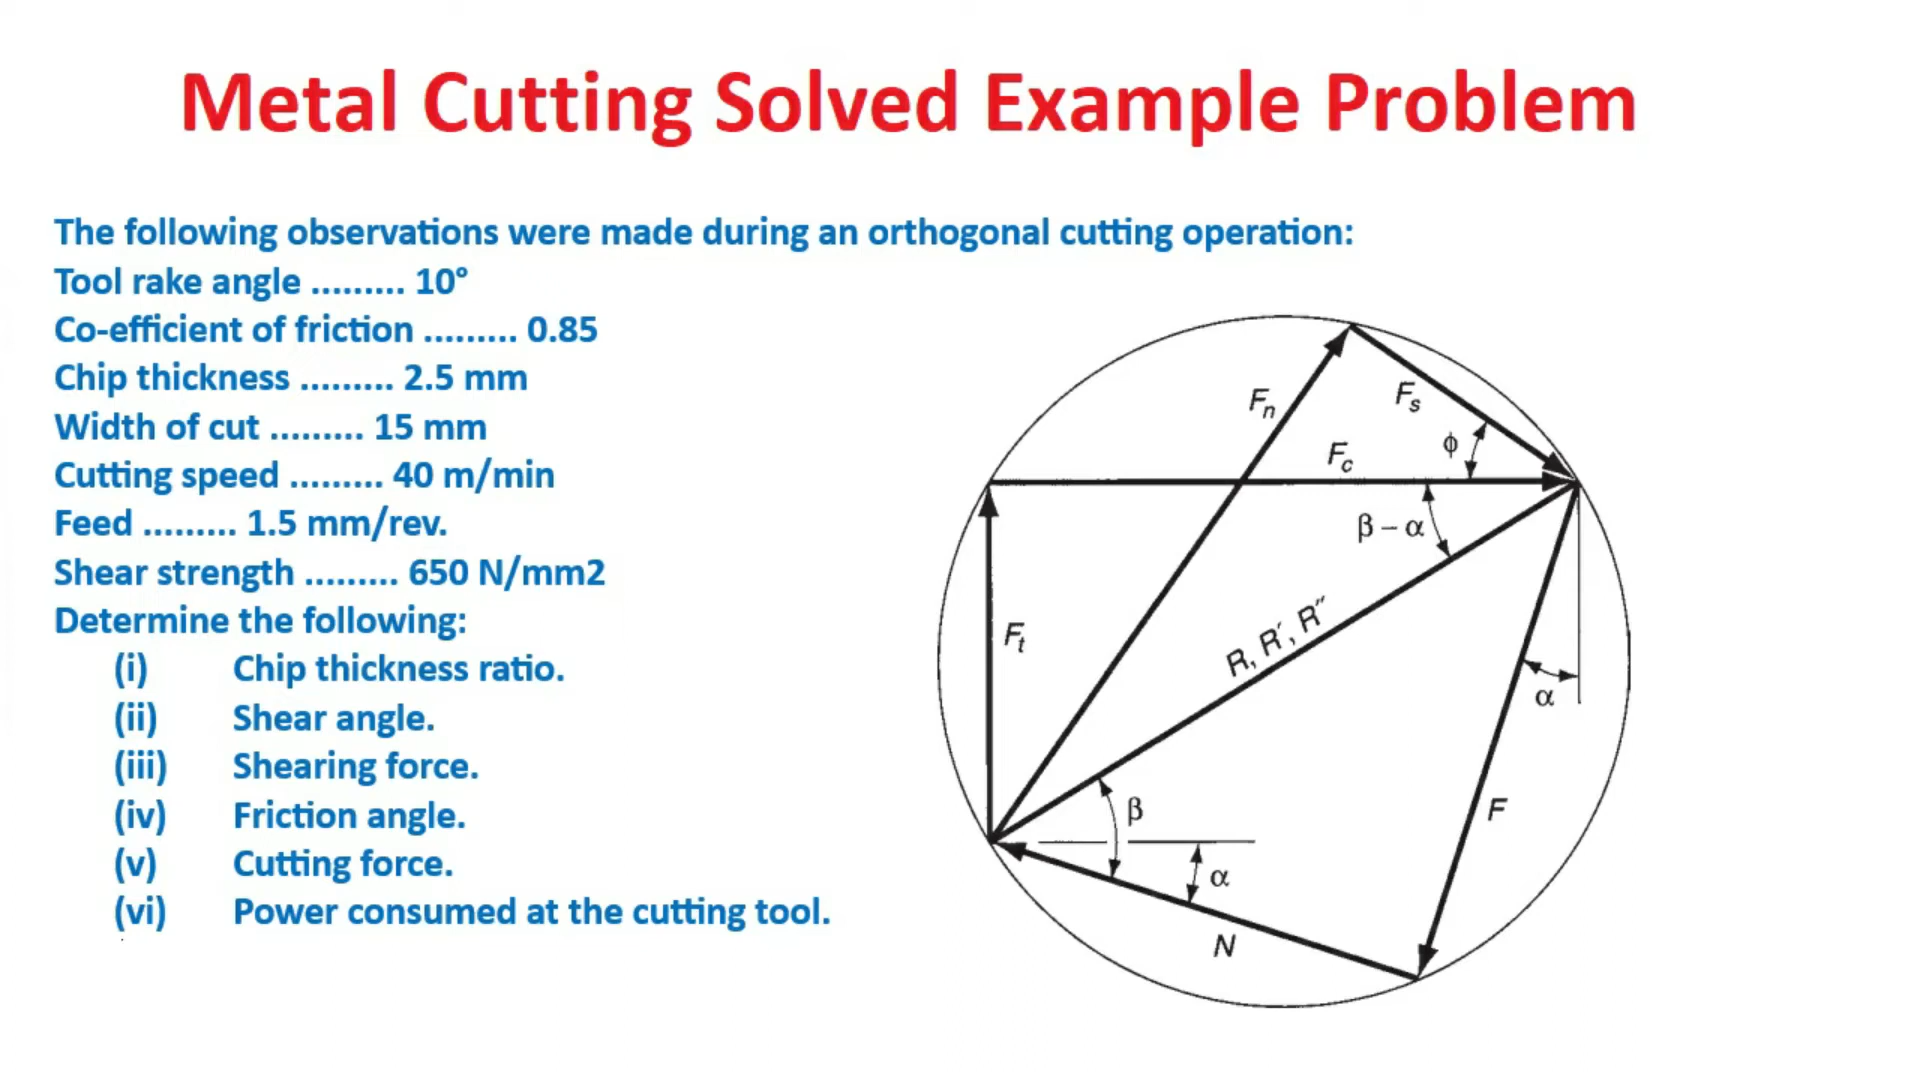 Metal Cutting Solved Example Problem
The following observations were made during an orthogonal cutting operation:
Tool rake angle ......... 10°
Co-efficient of friction ......... 0.85
Chip thickness ......... 2.5 mm
Width of cut ......... 15 mm
Cutting speed ......... 40 m/min
Feed ......... 1.5 mm/rev.
Shear strength ......... 650 N/mm2
Determine the following:
(i) Chip thickness ratio.
(ii) Shear angle.
(iii) Shearing force.
(iv) Friction angle.
(v) Cutting force.
(vi) Power consumed at the cutting tool.
Fn
Fs
ϕ
Fc
β – α
Ft
R, R′, R″
α
β
F
α
N